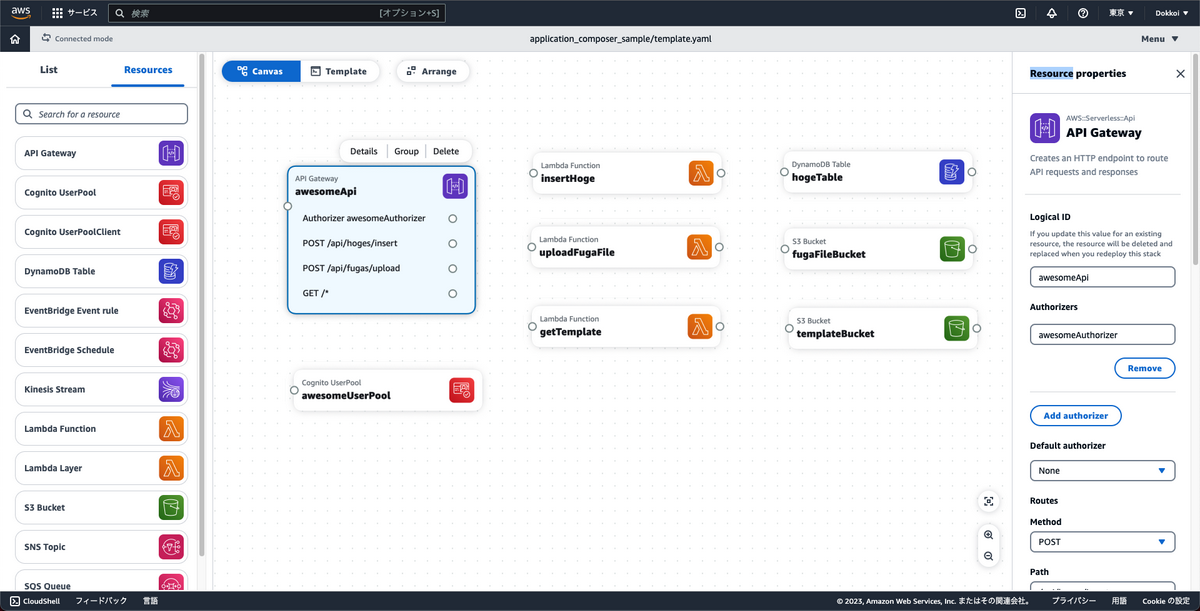 aws
サービス
検索
[オプション+S]
東京 ▼
Dokkoi ▼
Connected mode
application_composer_sample/template.yaml
Menu ▼
List
Resources
Search for a resource
API Gateway
Cognito UserPool
Cognito UserPoolClient
DynamoDB Table
EventBridge Event rule
EventBridge Schedule
Kinesis Stream
Lambda Function
Lambda Layer
S3 Bucket
SNS Topic
SQS Queue
Canvas
Template
Arrange
Details
Group
Delete
API Gateway
awesomeApi
Authorizer awesomeAuthorizer
POST /api/hoges/insert
POST /api/fugas/upload
GET /*
Cognito UserPool
awesomeUserPool
Lambda Function
insertHoge
Lambda Function
uploadFugaFile
Lambda Function
getTemplate
DynamoDB Table
hogeTable
S3 Bucket
fugaFileBucket
S3 Bucket
templateBucket
Resource properties
AWS::Serverless::Api
API Gateway
Creates an HTTP endpoint to route
API requests and responses
Logical ID
If you update this value for an existing
resource, the resource will be deleted and
replaced when you redeploy this stack
awesomeApi
Authorizers
awesomeAuthorizer
Remove
Add authorizer
Default authorizer
None
Routes
Method
POST
Path
CloudShell
フィードバック
言語
© 2023, Amazon Web Services, Inc. またはその関連会社。
プライバシー
用語
Cookie の設定